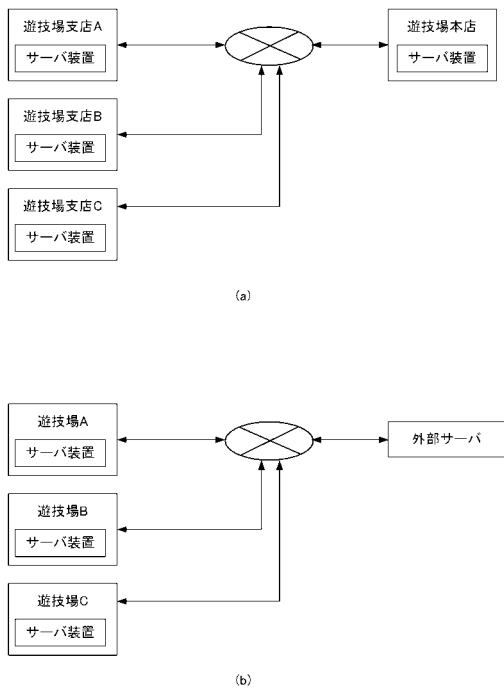 遊技場支店A
サーバ装置
遊技場本店
サーバ装置
遊技場支店B
サーバ装置
遊技場支店C
サーバ装置
(a)
遊技場A
サーバ装置
外部サーバ
遊技場B
サーバ装置
遊技場C
サーバ装置
(b)